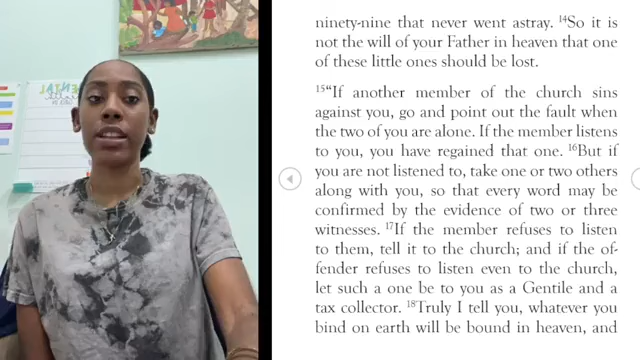 ninety-nine that never went astray. 14So it is
not the will of your Father in heaven that one
of these little ones should be lost.
15“If another member of the church sins
against you, go and point out the fault when
the two of you are alone. If the member listens
to you, you have regained that one. 16But if
you are not listened to, take one or two others
along with you, so that every word may be
confirmed by the evidence of two or three
witnesses. 17If the member refuses to listen
to them, tell it to the church; and if the of-
fender refuses to listen even to the church,
let such a one be to you as a Gentile and a
tax collector. 18Truly I tell you, whatever you
bind on earth will be bound in heaven, and